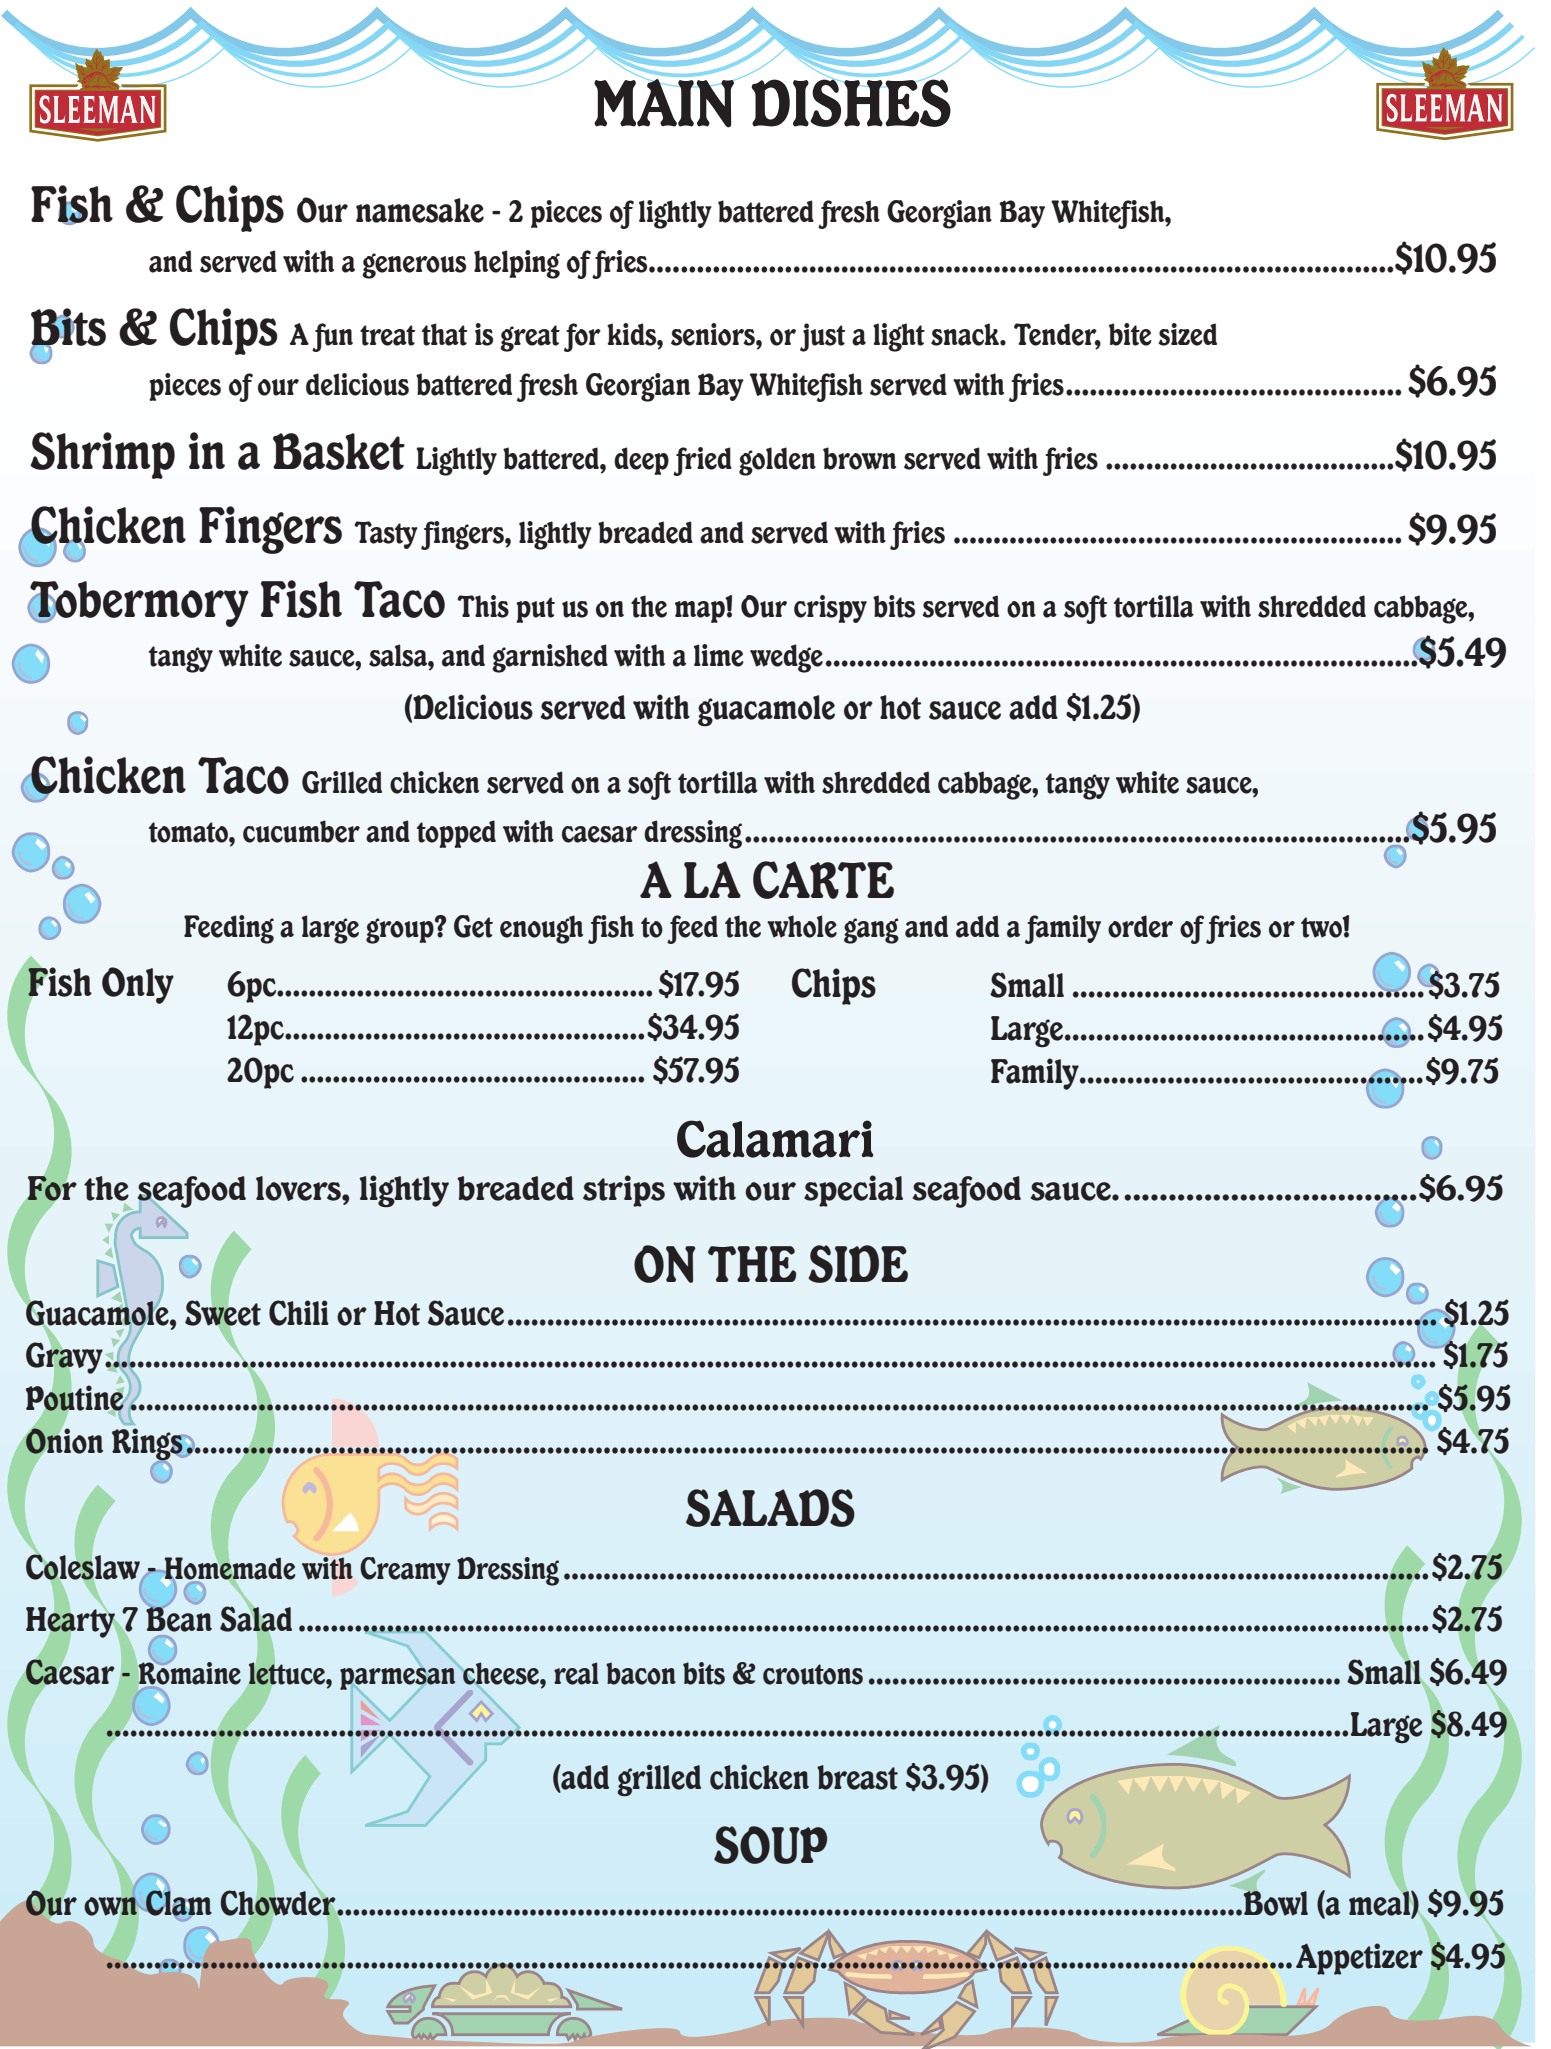 SLEEMAN
SLEEMAN
MAIN DISHES
Fish & Chips Our namesake - 2 pieces of lightly battered fresh Georgian Bay Whitefish,
and served with a generous helping of fries..........$10.95
Bits & Chips A fun treat that is great for kids, seniors, or just a light snack. Tender, bite sized
pieces of our delicious battered fresh Georgian Bay Whitefish served with fries.......... $6.95
Shrimp in a Basket Lightly battered, deep fried golden brown served with fries ..........$10.95
Chicken Fingers Tasty fingers, lightly breaded and served with fries .......... $9.95
Tobermory Fish Taco This put us on the map! Our crispy bits served on a soft tortilla with shredded cabbage,
tangy white sauce, salsa, and garnished with a lime wedge..........$5.49
(Delicious served with guacamole or hot sauce add $1.25)
Chicken Taco Grilled chicken served on a soft tortilla with shredded cabbage, tangy white sauce,
tomato, cucumber and topped with caesar dressing..........$5.95
A LA CARTE
Feeding a large group? Get enough fish to feed the whole gang and add a family order of fries or two!
Fish Only 6pc.......... $17.95
12pc..........$34.95
20pc .......... $57.95
Chips Small ..........$3.75
Large.......... $4.95
Family..........$9.75
Calamari
For the seafood lovers, lightly breaded strips with our special seafood sauce. ..........$6.95
ON THE SIDE
Guacamole, Sweet Chili or Hot Sauce.......... $1.25
Gravy.......... $1.75
Poutine.......... $5.95
Onion Rings.......... $4.75
SALADS
Coleslaw - Homemade with Creamy Dressing..........$2.75
Hearty 7 Bean Salad ..........$2.75
Caesar - Romaine lettuce, parmesan cheese, real bacon bits & croutons .......... Small $6.49
..........Large $8.49
(add grilled chicken breast $3.95)
SOUP
Our own Clam Chowder..........Bowl (a meal) $9.95
.......... Appetizer $4.95